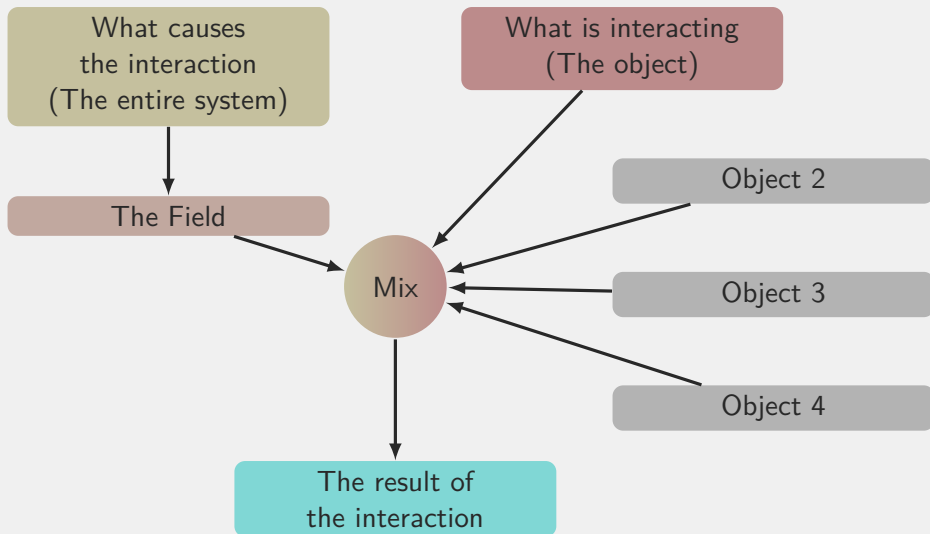 What causes
the interaction
(The entire system)
What is interacting
(The object)
Object 2
The Field
Mix
Object 3
Object 4
The result of
the interaction